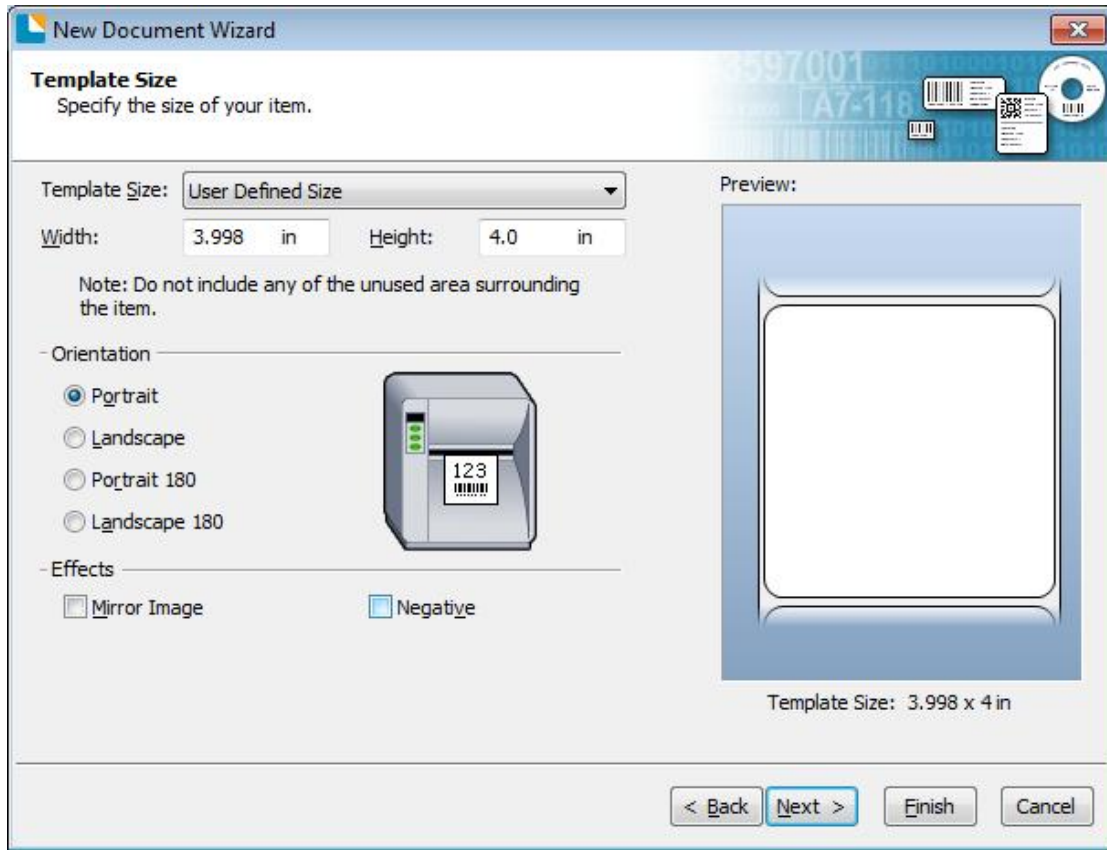 New Document Wizard
Template Size
Specify the size of your item.
3597001
A7-118
Template Size: User Defined Size
Width: 3.998 in Height: 4.0 in
Note: Do not include any of the unused area surrounding
the item.
Orientation
Portrait
Landscape
Portrait 180
Landscape 180
123
Effects
Mirror Image Negative
Preview:
Template Size: 3.998 x 4 in
< Back Next > Finish Cancel